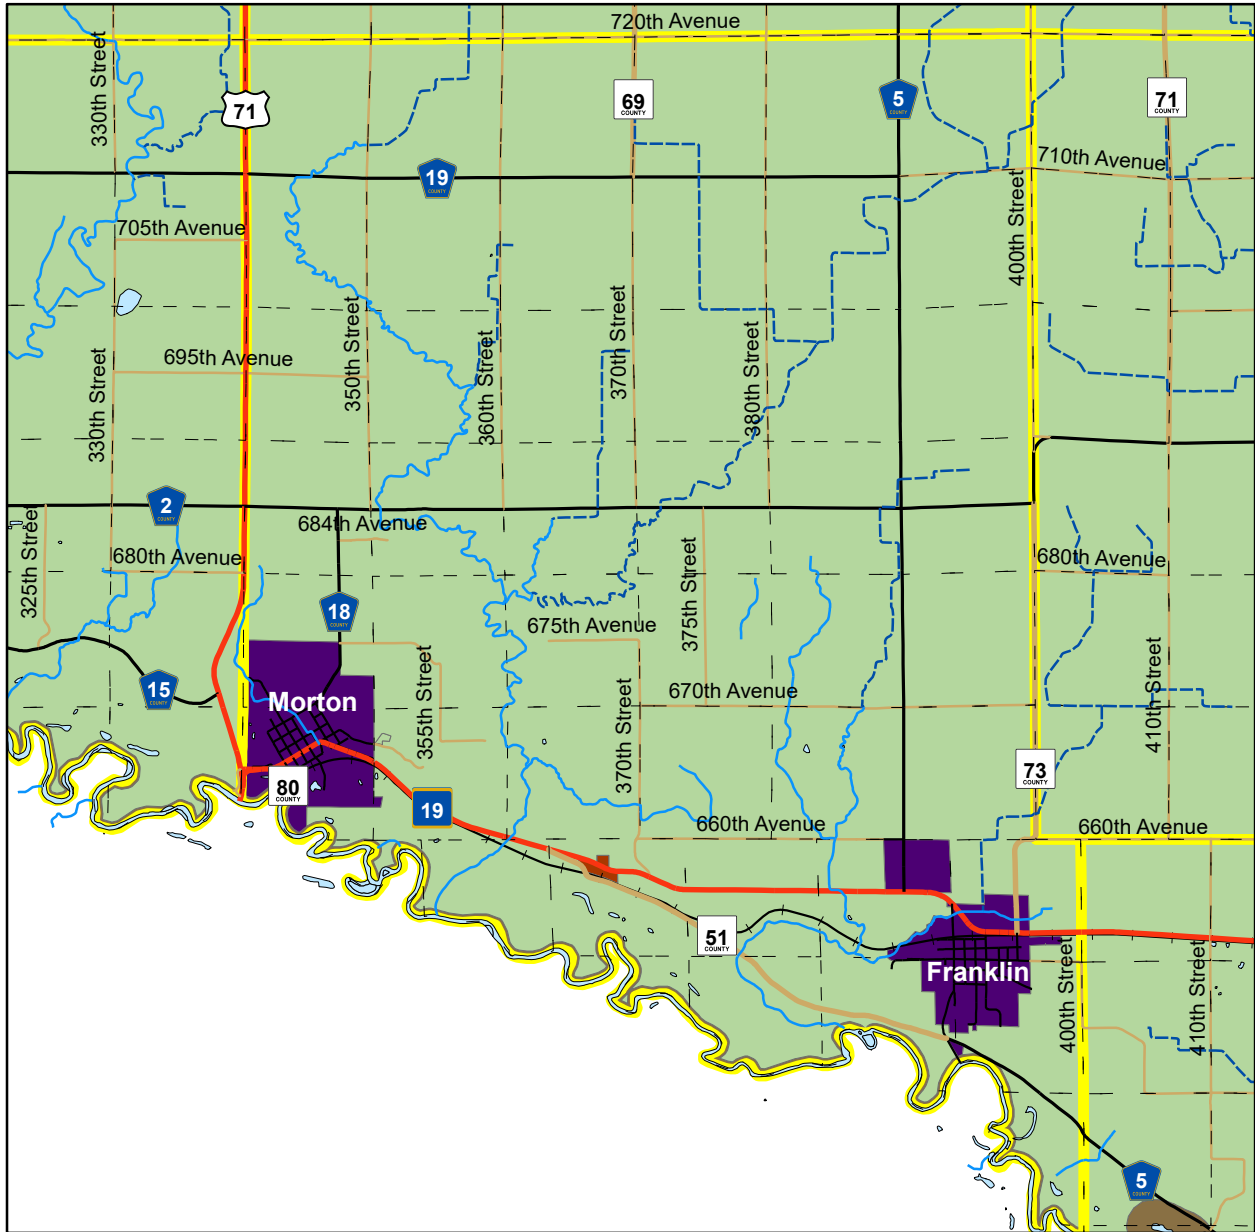 720th Avenue
330th Street
71
69
COUNTY
5
COUNTY
71
COUNTY
710th Avenue
19
COUNTY
400th Street
705th Avenue
695th Avenue
330th Street
350th Street
360th Street
370th Street
380th Street
2
COUNTY
684th Avenue
325th Street
680th Avenue
680th Avenue
18
COUNTY
675th Avenue
375th Street
15
COUNTY
Morton
355th Street
370th Street
670th Avenue
410th Street
80
COUNTY
19
73
COUNTY
660th Avenue
660th Avenue
51
COUNTY
Franklin
400th Street
410th Street
5
COUNTY